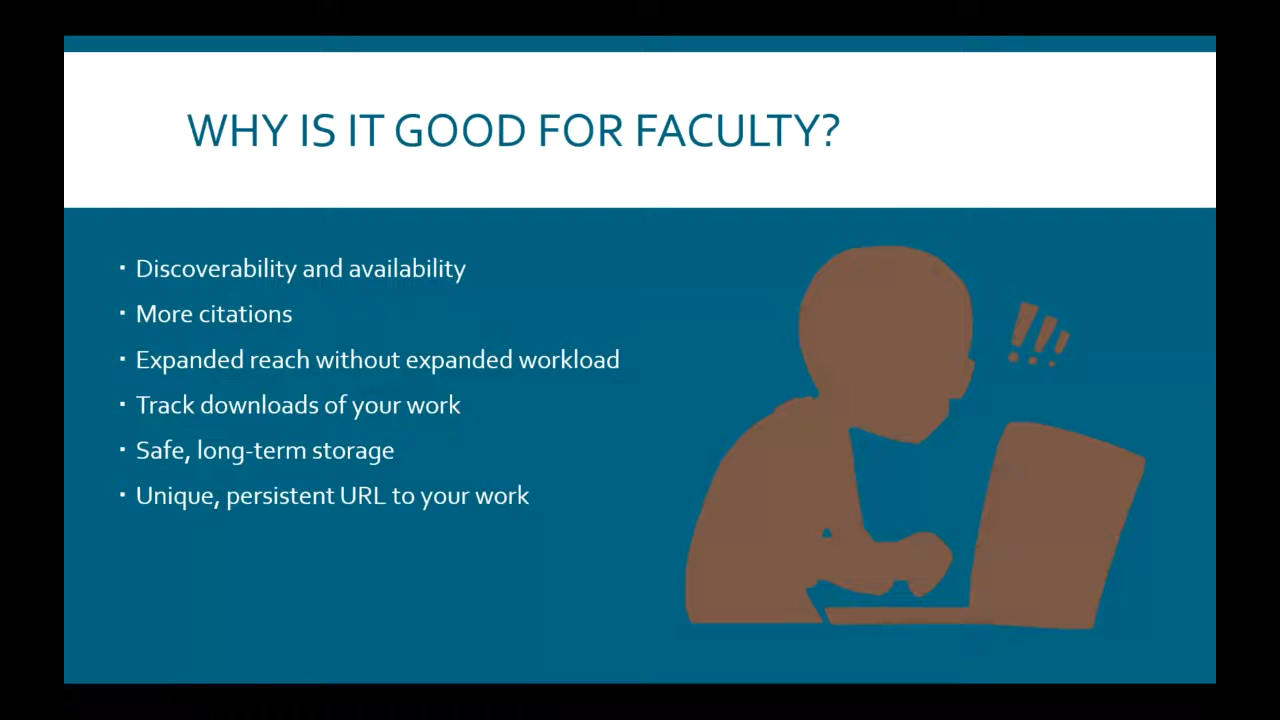 WHY IS IT GOOD FOR FACULTY?
▪ Discoverability and availability
▪ More citations
▪ Expanded reach without expanded workload
▪ Track downloads of your work
▪ Safe, long-term storage
▪ Unique, persistent URL to your work
!!!